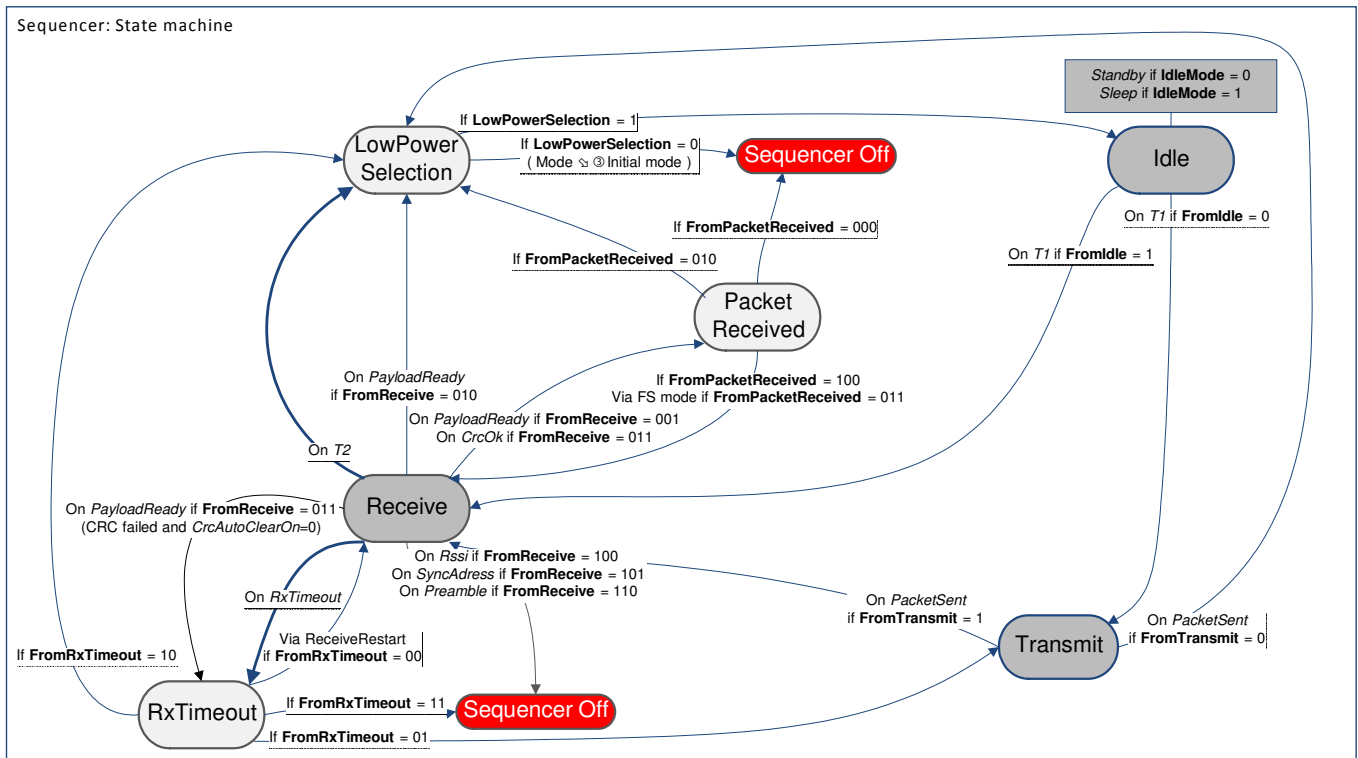 Sequencer: State machine
Standby if IdleMode = 0
Sleep if IdleMode = 1
If LowPowerSelection = 1
LowPower
Selection
If LowPowerSelection = 0
( Mode ⇘ ③ Initial mode )
Sequencer Off
Idle
On T1 if FromIdle = 0
If FromPacketReceived = 000
On T1 if FromIdle = 1
If FromPacketReceived = 010
Packet
Received
On PayloadReady
if FromReceive = 010
If FromPacketReceived = 100
Via FS mode if FromPacketReceived = 011
On PayloadReady if FromReceive = 001
On CrcOk if FromReceive = 011
On T2
Receive
On PayloadReady if FromReceive = 011
(CRC failed and CrcAutoClearOn=0)
On Rssi if FromReceive = 100
On SyncAdress if FromReceive = 101
On Preamble if FromReceive = 110
On RxTimeout
On PacketSent
if FromTransmit = 1
Transmit
On PacketSent
if FromTransmit = 0
Via ReceiveRestart
if FromRxTimeout = 00
If FromRxTimeout = 10
RxTimeout
If FromRxTimeout = 11
Sequencer Off
If FromRxTimeout = 01